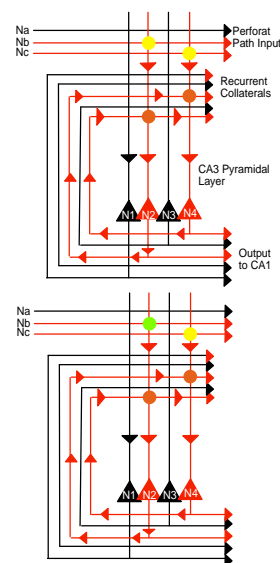 Na
Perforat
Nb
Path Input
Nc
Recurrent
Collaterals
CA3 Pyramidal
Layer
N1 N2 N3 N4
Output
to CA1
Na
Nb
Nc
N1 N2 N3 N4